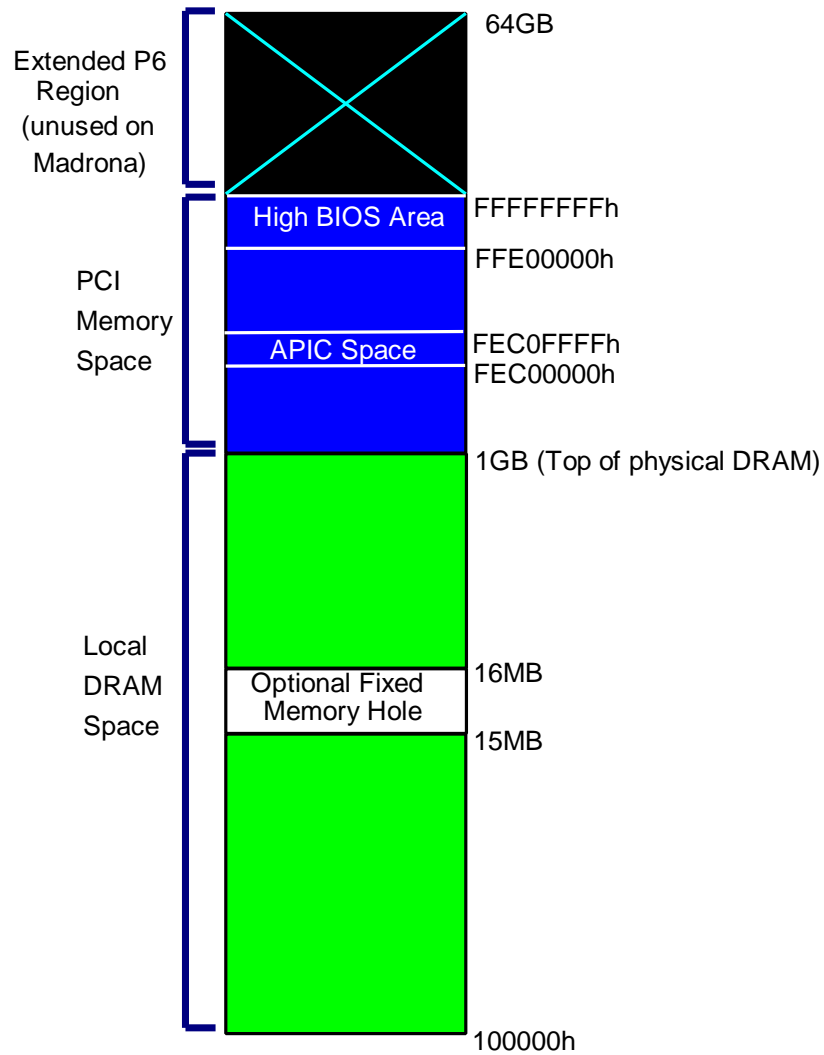 64GB
Extended P6
Region
(unused on
Madrona)
High BIOS Area
FFFFFFFFh
FFE00000h
PCI
Memory
Space
APIC Space
FEC0FFFFh
FEC00000h
1GB (Top of physical DRAM)
Local
DRAM
Space
Optional Fixed
Memory Hole
16MB
15MB
100000h